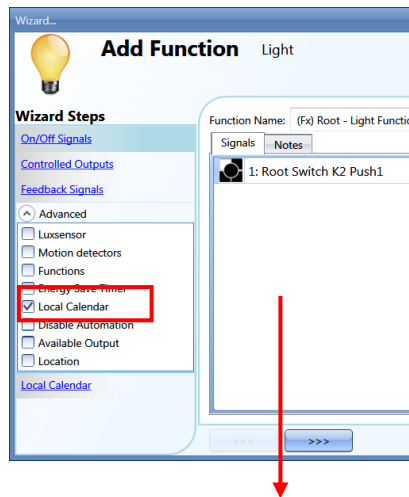 Wizard...
Add Function Light
Wizard Steps
On/Off Signals
Controlled Outputs
Feedback Signals
Advanced
Luxsensor
Motion detectors
Functions
Energy Save Timer
Local Calendar
Disable Automation
Available Output
Location
Local Calendar
Function Name: (Fx) Root - Light Functio
Signals Notes
1: Root Switch K2 Push1
<<< >>>